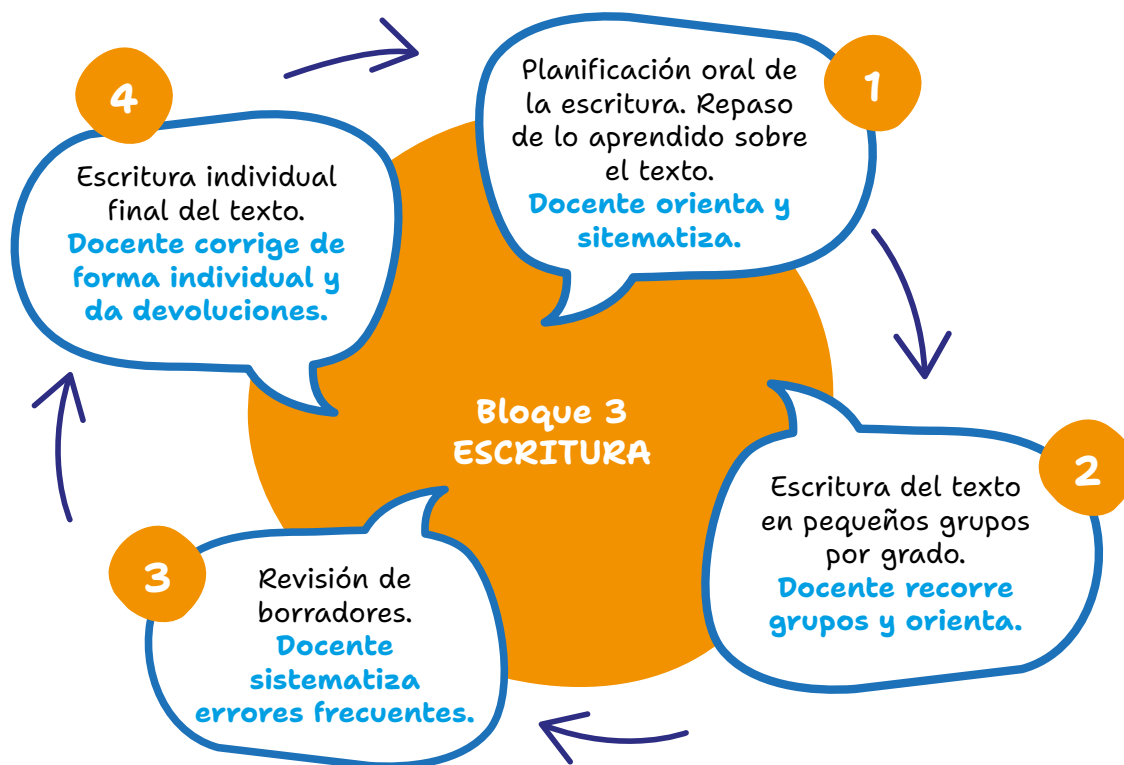 Bloque 3
ESCRITURA
1
Planificación oral de
la escritura. Repaso
de lo aprendido sobre
el texto.
Docente orienta y
sitematiza.
2
Escritura del texto
en pequeños grupos
por grado.
Docente recorre
grupos y orienta.
3
Revisión de
borradores.
Docente
sistematiza
errores frecuentes.
4
Escritura individual
final del texto.
Docente corrige de
forma individual y
da devoluciones.